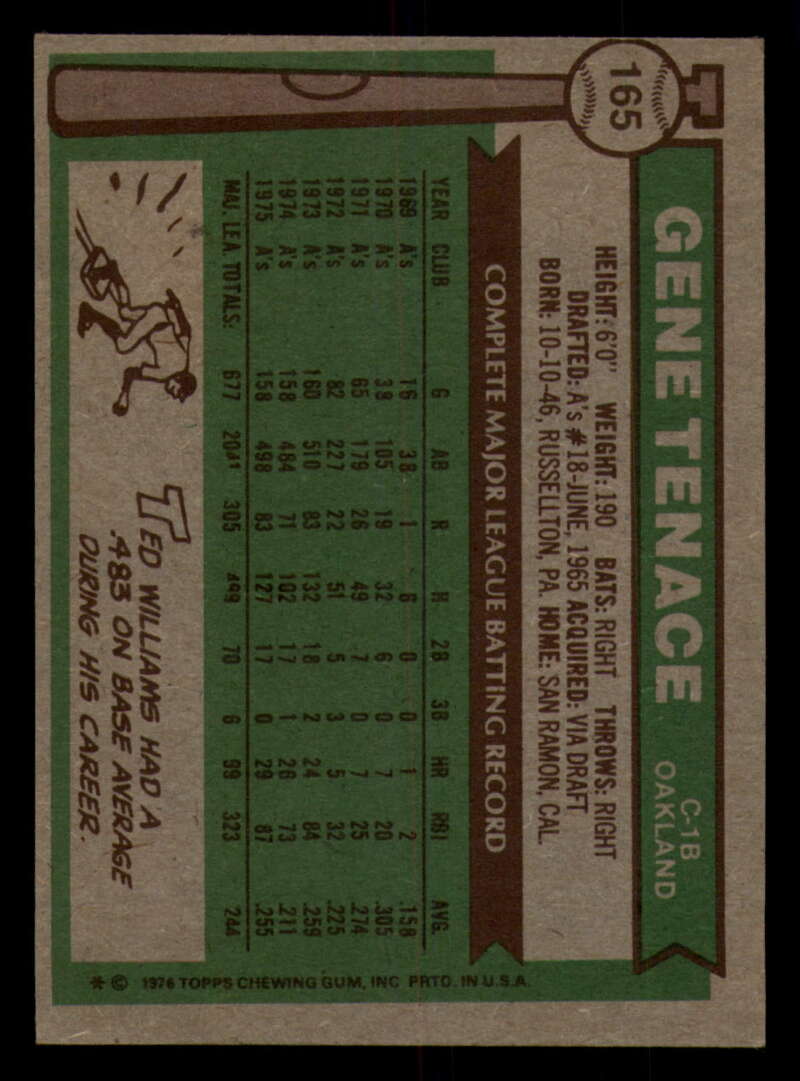 165
GENE TENACE
C-1B
OAKLAND
HEIGHT: 6'0" WEIGHT: 190 BATS: RIGHT THROWS: RIGHT
DRAFTED: A's #18-JUNE, 1965 ACQUIRED: VIA DRAFT
BORN: 10-10-46, RUSSELLTON, PA. HOME: SAN RAMON, CAL.
COMPLETE MAJOR LEAGUE BATTING RECORD
YEAR CLUB G AB R H 2B 3B HR RBI AVG.
1969 A's 16 38 1 6 0 0 1 2 .158
1970 A's 38 105 19 32 6 0 7 20 .305
1971 A's 65 179 26 49 7 0 7 25 .274
1972 A's 82 227 22 51 5 3 5 32 .225
1973 A's 160 510 83 132 18 2 24 84 .259
1974 A's 158 484 71 102 17 1 26 73 .211
1975 A's 158 498 83 127 17 0 29 87 .255
MAJ. LEA. TOTALS: 677 2041 305 499 70 6 99 323 .244
TED WILLIAMS HAD A
.483 ON BASE AVERAGE
DURING HIS CAREER.
* © 1976 TOPPS CHEWING GUM, INC PRTD. IN U.S.A.